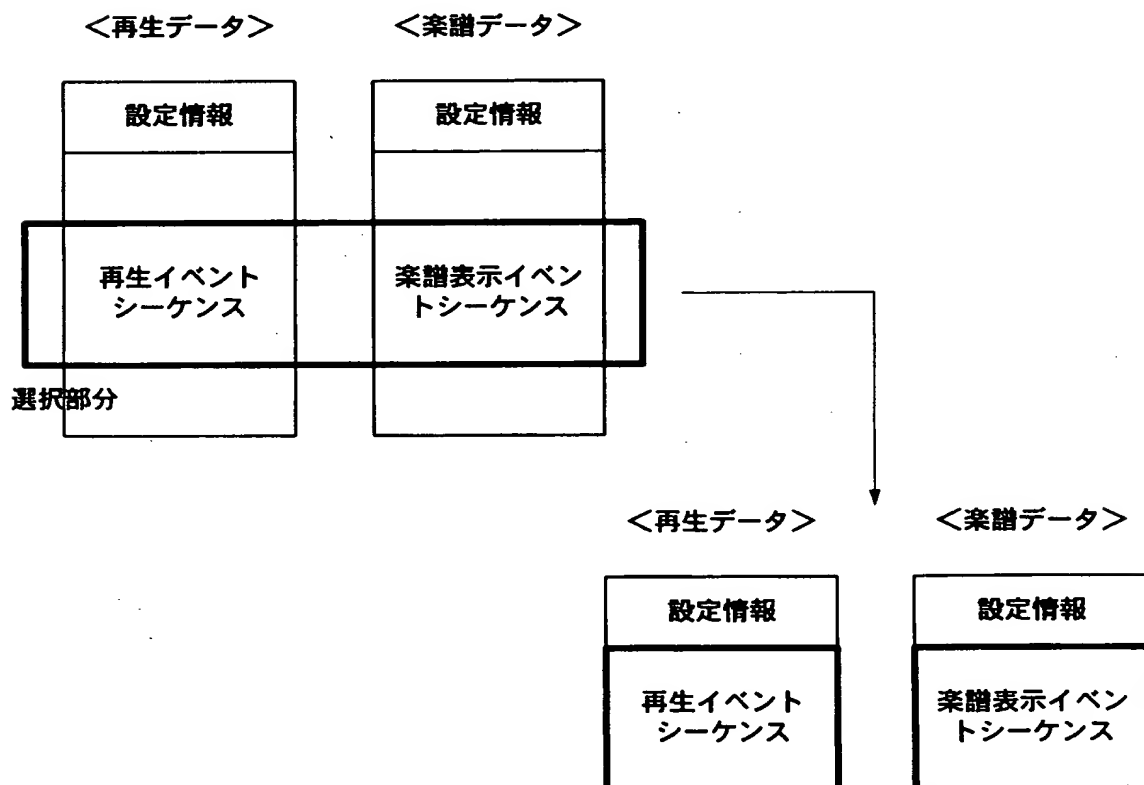 ＜再生データ＞
＜楽譜データ＞
設定情報
設定情報
再生イベント
シーケンス
楽譜表示イベン
トシーケンス
選択部分
＜再生データ＞
＜楽譜データ＞
設定情報
設定情報
再生イベント
シーケンス
楽譜表示イベン
トシーケンス